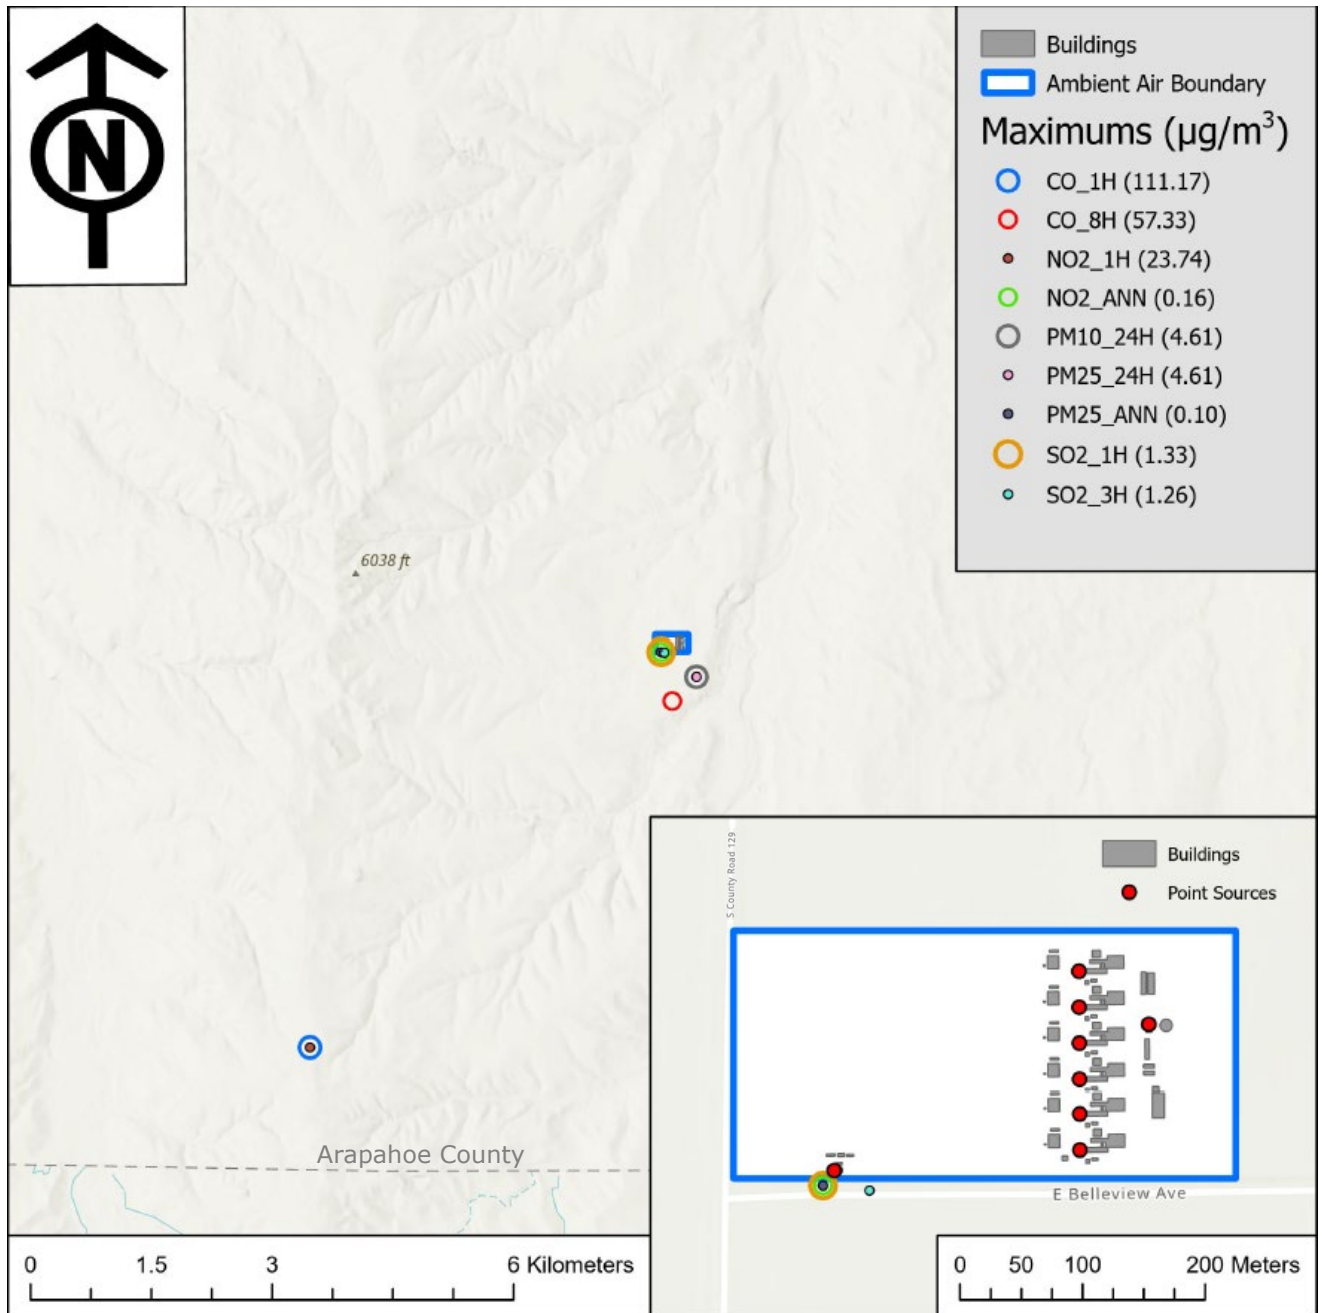 N
Buildings
Ambient Air Boundary
Maximums (µg/m³)
CO_1H (111.17)
CO_8H (57.33)
NO2_1H (23.74)
NO2_ANN (0.16)
PM10_24H (4.61)
PM25_24H (4.61)
PM25_ANN (0.10)
SO2_1H (1.33)
SO2_3H (1.26)
6038 ft
Arapahoe County
0 1.5 3 6 Kilometers
Buildings
Point Sources
S County Road 129
E Belleview Ave
0 50 100 200 Meters